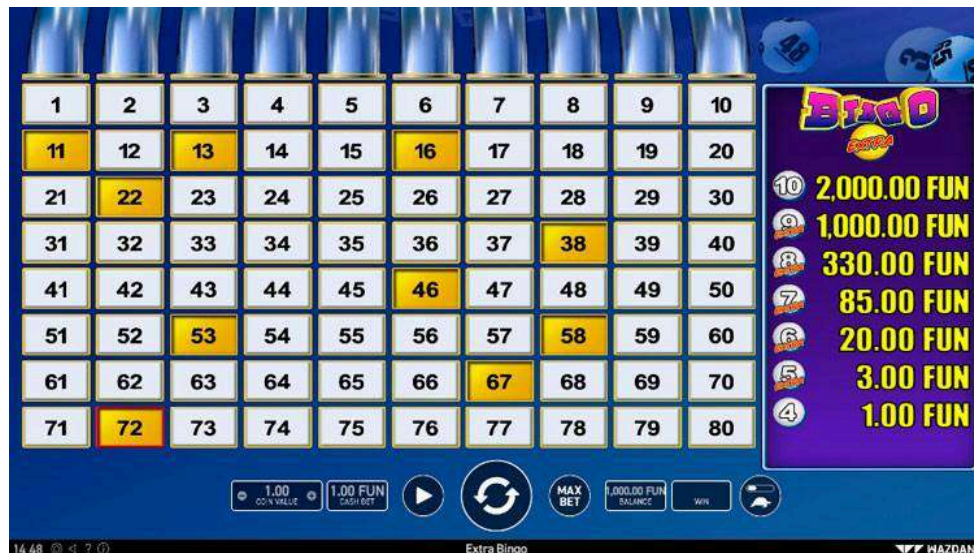 48
1 2 3 4 5 6 7 8 9 10
11 12 13 14 15 16 17 18 19 20
21 22 23 24 25 26 27 28 29 30
31 32 33 34 35 36 37 38 39 40
41 42 43 44 45 46 47 48 49 50
51 52 53 54 55 56 57 58 59 60
61 62 63 64 65 66 67 68 69 70
71 72 73 74 75 76 77 78 79 80
BINGO
EXTRA
10 2,000.00 FUN
9 EXTRA 1,000.00 FUN
8 EXTRA 330.00 FUN
7 EXTRA 85.00 FUN
6 EXTRA 20.00 FUN
5 EXTRA 3.00 FUN
4 1.00 FUN
1.00
COIN VALUE
1.00 FUN
CASH BET
MAX
BET
1,000.00 FUN
BALANCE
WIN
14:48 ? Extra Bingo WAZDAN